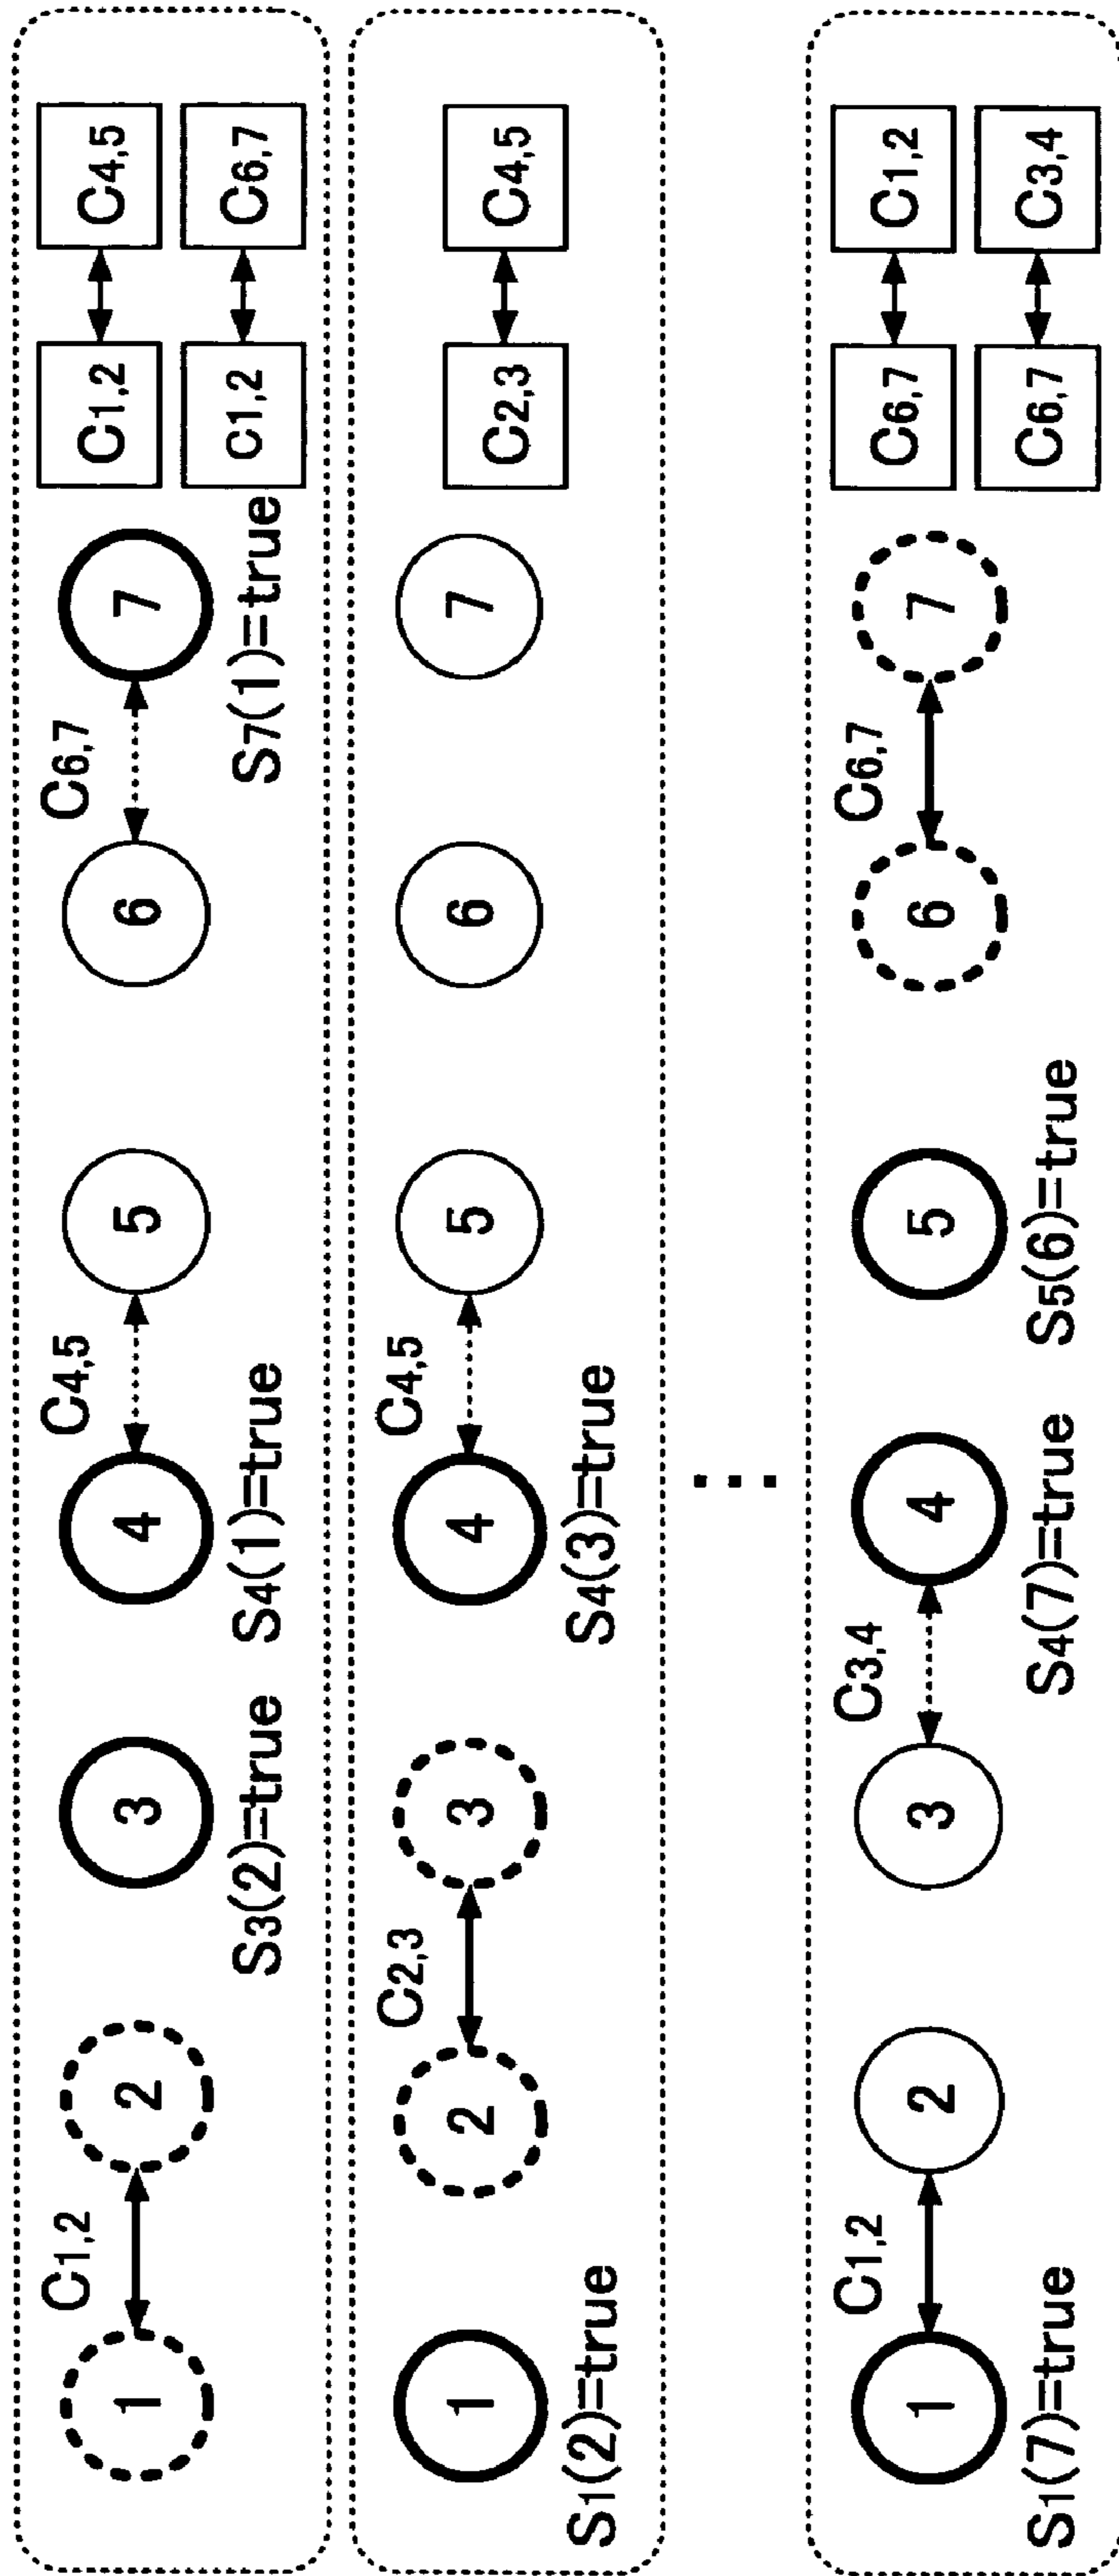 C1,2
C4,5
C6,7
1
2
3
4
5
6
7
S3(2)=true
S4(1)=true
S7(1)=true
C1,2
C4,5
C1,2
C6,7
C2,3
C4,5
1
2
3
4
5
6
7
S1(2)=true
S4(3)=true
C2,3
C4,5
...
C1,2
C3,4
C6,7
1
2
3
4
5
6
7
S1(7)=true
S4(7)=true
S5(6)=true
C6,7
C1,2
C6,7
C3,4